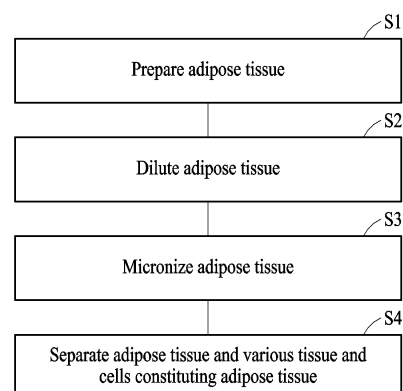 S1
Prepare adipose tissue
S2
Dilute adipose tissue
S3
Micronize adipose tissue
S4
Separate adipose tissue and various tissue and
cells constituting adipose tissue